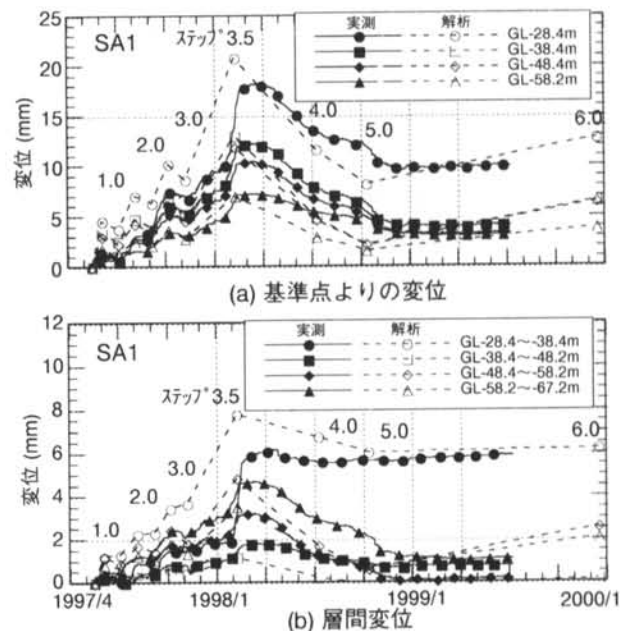 実測 解析
GL-28.4m
GL-38.4m
GL-48.4m
GL-58.2m
SA1
ステップ3.5
1.0
2.0
3.0
4.0
5.0
6.0
変位 (mm)
25
20
15
10
5
0
(a) 基準点よりの変位
実測 解析
GL-28.4～-38.4m
GL-38.4～-48.2m
GL-48.4～-58.2m
GL-58.2～-67.2m
SA1
ステップ3.5
1.0
2.0
3.0
4.0
5.0
6.0
変位 (mm)
12
10
8
6
4
2
0
1997/4 1998/1 1999/1 2000/1
(b) 層間変位